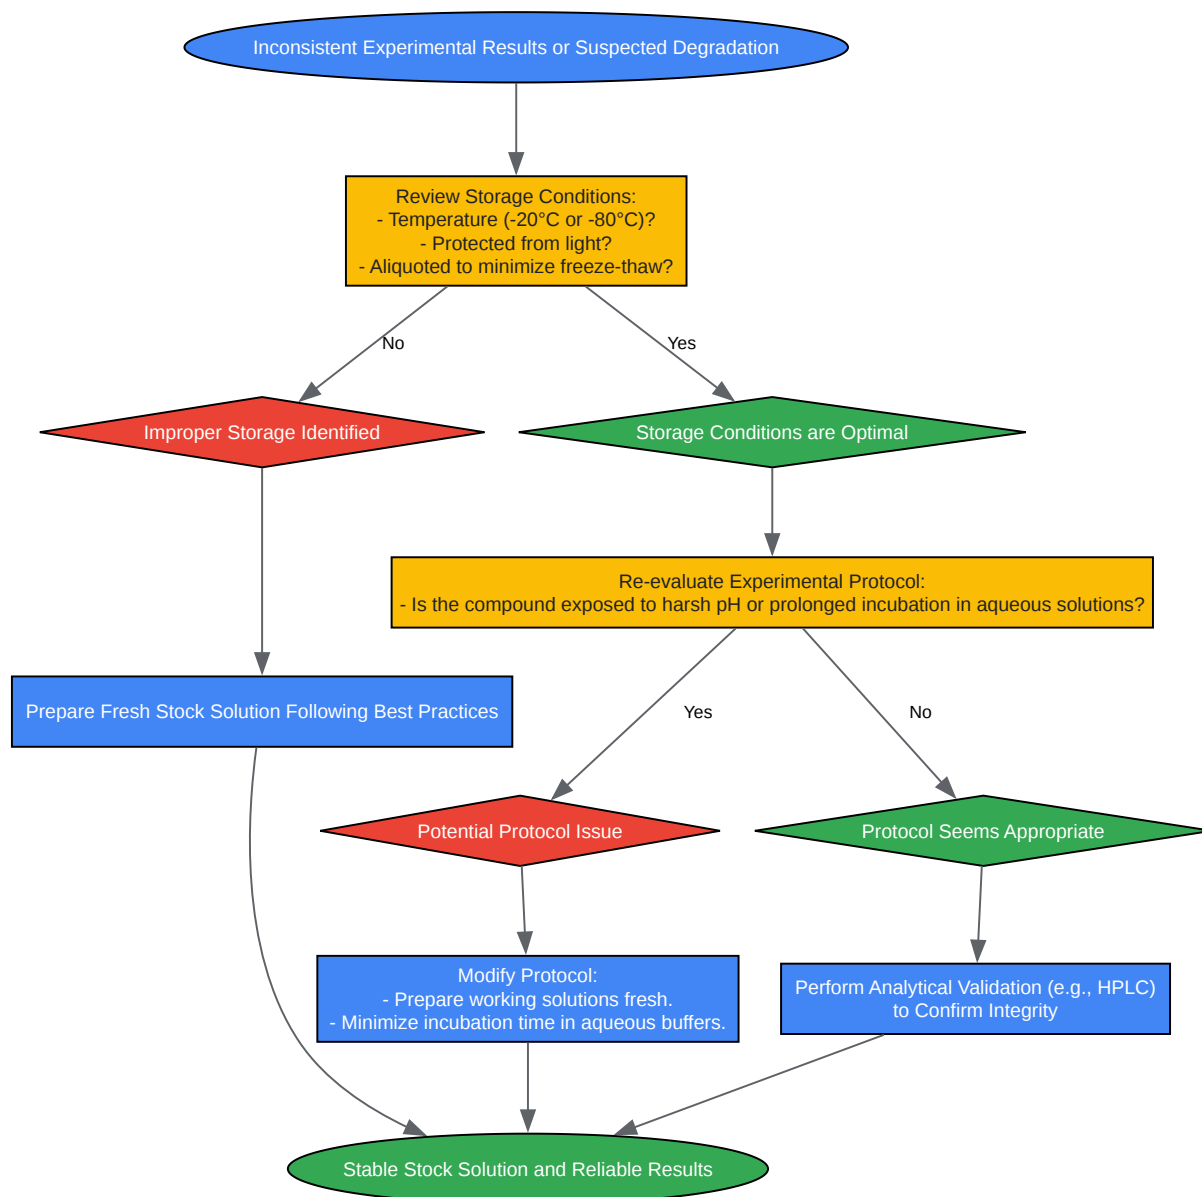 Inconsistent Experimental Results or Suspected Degradation
Review Storage Conditions:
- Temperature (-20°C or -80°C)?
- Protected from light?
- Aliquoted to minimize freeze-thaw?
No
Yes
Improper Storage Identified
Storage Conditions are Optimal
Re-evaluate Experimental Protocol:
- Is the compound exposed to harsh pH or prolonged incubation in aqueous solutions?
Prepare Fresh Stock Solution Following Best Practices
Yes
No
Potential Protocol Issue
Protocol Seems Appropriate
Modify Protocol:
- Prepare working solutions fresh.
- Minimize incubation time in aqueous buffers.
Perform Analytical Validation (e.g., HPLC)
to Confirm Integrity
Stable Stock Solution and Reliable Results